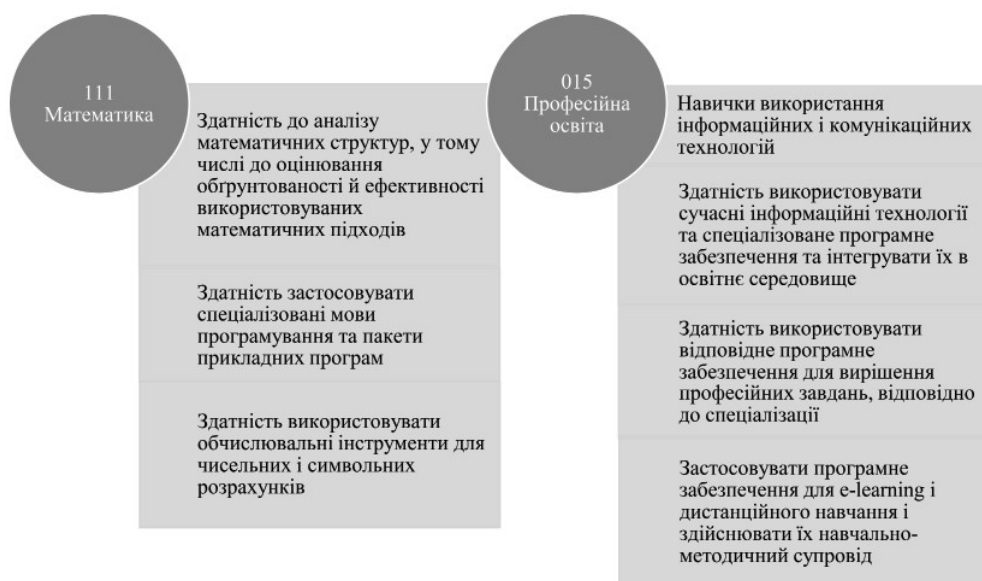 111
Математика
Здатність до аналізу
математичних структур, у тому
числі до оцінювання
обґрунтованості й ефективності
використовуваних
математичних підходів
Здатність застосовувати
спеціалізовані мови
програмування та пакети
прикладних програм
Здатність використовувати
обчислювальні інструменти для
чисельних і символьних
розрахунків
015
Професійна
освіта
Навички використання
інформаційних і комунікаційних
технологій
Здатність використовувати
сучасні інформаційні технології
та спеціалізоване програмне
забезпечення та інтегрувати їх в
освітнє середовище
Здатність використовувати
відповідне програмне
забезпечення для вирішення
професійних завдань, відповідно
до спеціалізації
Застосовувати програмне
забезпечення для e-learning і
дистанційного навчання і
здійснювати їх навчально-
методичний супровід